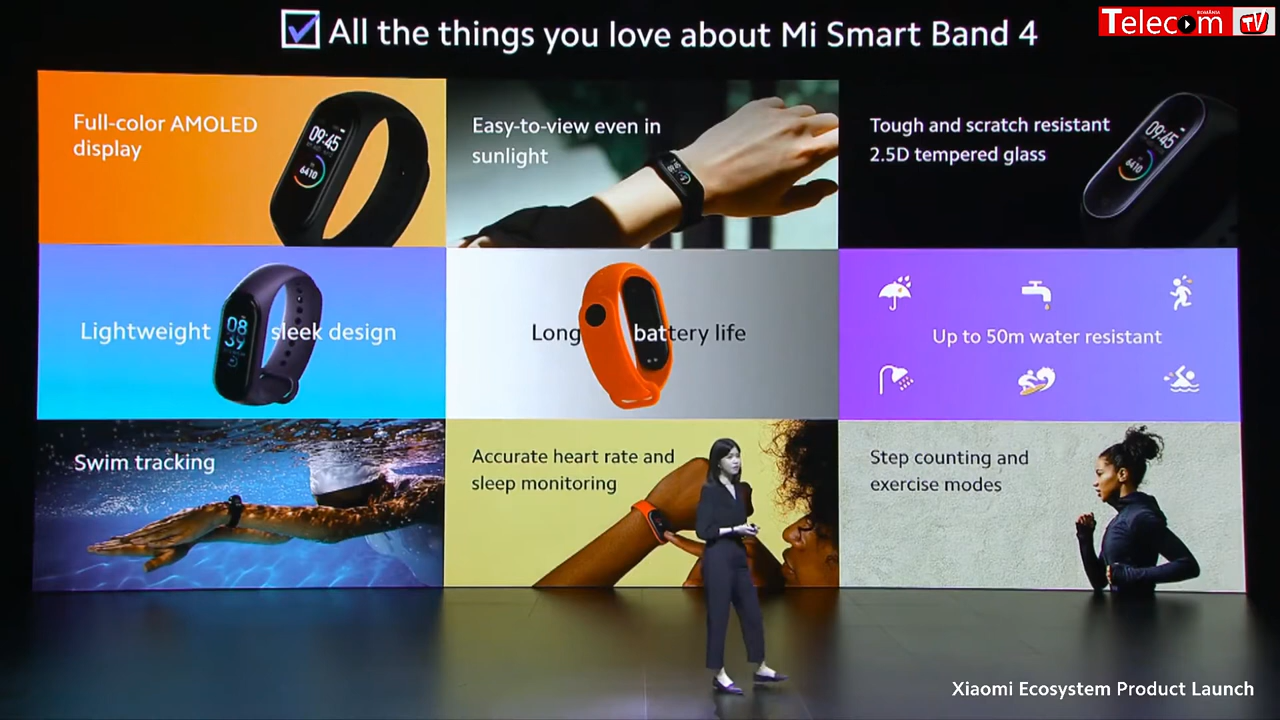 All the things you love about Mi Smart Band 4
Telecom
ROMÂNIA
TV
Full-color AMOLED
display
09:45
6410
Easy-to-view even in
sunlight
Tough and scratch resistant
2.5D tempered glass
09:45
6410
Lightweight sleek design
08
39
Long battery life
Up to 50m water resistant
Swim tracking
Accurate heart rate and
sleep monitoring
Step counting and
exercise modes
Xiaomi Ecosystem Product Launch